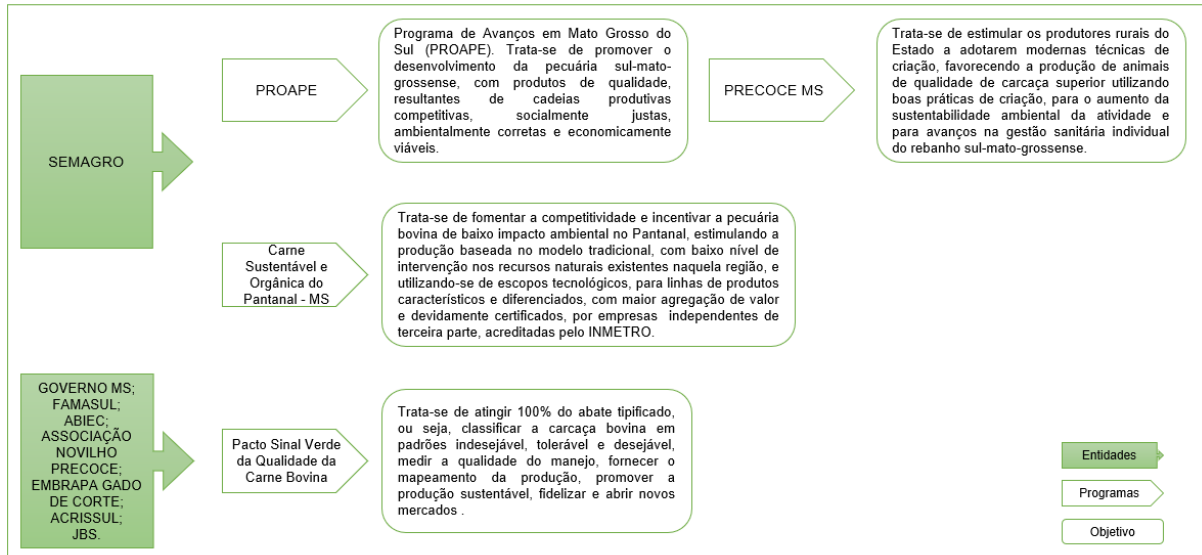 SEMAGRO
PROAPE
Programa de Avanços em Mato Grosso do
Sul (PROAPE). Trata-se de promover o
desenvolvimento da pecuária sul-mato-
grossense, com produtos de qualidade,
resultantes de cadeias produtivas
competitivas, socialmente justas,
ambientalmente corretas e economicamente
viáveis.
PRECOCE MS
Trata-se de estimular os produtores rurais do
Estado a adotarem modernas técnicas de
criação, favorecendo a produção de animais
de qualidade de carcaça superior utilizando
boas práticas de criação, para o aumento da
sustentabilidade ambiental da atividade e
para avanços na gestão sanitária individual
do rebanho sul-mato-grossense.
Carne
Sustentável e
Orgânica do
Pantanal - MS
Trata-se de fomentar a competitividade e incentivar a pecuária
bovina de baixo impacto ambiental no Pantanal, estimulando a
produção baseada no modelo tradicional, com baixo nível de
intervenção nos recursos naturais existentes naquela região, e
utilizando-se de escopos tecnológicos, para linhas de produtos
característicos e diferenciados, com maior agregação de valor
e devidamente certificados, por empresas independentes de
terceira parte, acreditadas pelo INMETRO.
GOVERNO MS;
FAMASUL;
ABIEC;
ASSOCIAÇÃO
NOVILHO
PRECOCE;
EMBRAPA GADO
DE CORTE;
ACRISSUL;
JBS.
Pacto Sinal Verde
da Qualidade da
Carne Bovina
Trata-se de atingir 100% do abate tipificado,
ou seja, classificar a carcaça bovina em
padrões indesejável, tolerável e desejável,
medir a qualidade do manejo, fornecer o
mapeamento da produção, promover a
produção sustentável, fidelizar e abrir novos
mercados .
Entidades
Programas
Objetivo